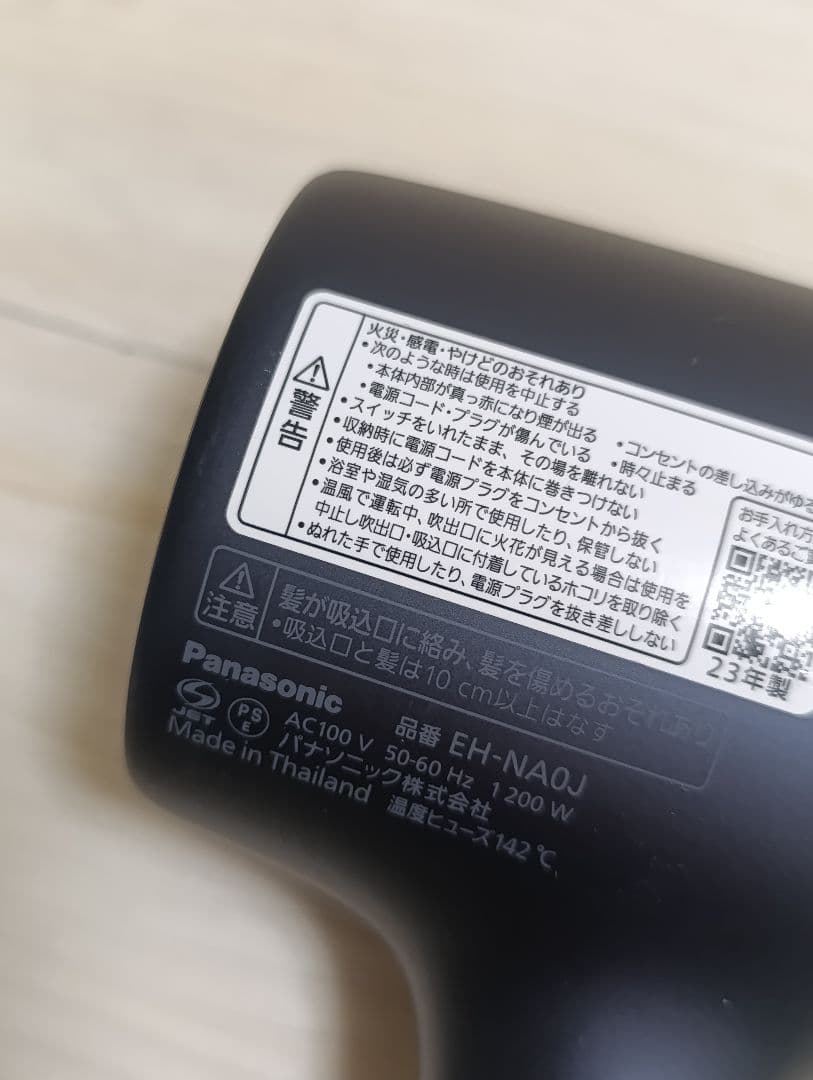 警告
火災・感電・やけどのおそれあり
・次のような時は使用を中止する
・本体内部が真っ赤になり煙が出る ・コンセントの差し込みがゆる
・電源コード・プラグが傷んでいる ・時々止まる
・スイッチをいれたまま、その場を離れない
・収納時に電源コードを本体に巻きつけない
・使用後は必ず電源プラグをコンセントから抜く
・浴室や湿気の多い所で使用したり、保管しない
・温風で運転中、吹出口に火花が見える場合は使用を
中止し吹出口・吸込口に付着しているホコリを取り除く
・ぬれた手で使用したり、電源プラグを抜き差ししない
お手入れ方
よくあるご
23年製
注意
髪が吸込口に絡み、髪を傷めるおそれあり
・吸込口と髪は10 cm以上はなす
Panasonic
品番 EH-NA0J
JET
PS
E
AC100 V 50-60 Hz 1 200 W
パナソニック株式会社
Made in Thailand 温度ヒューズ142 ℃